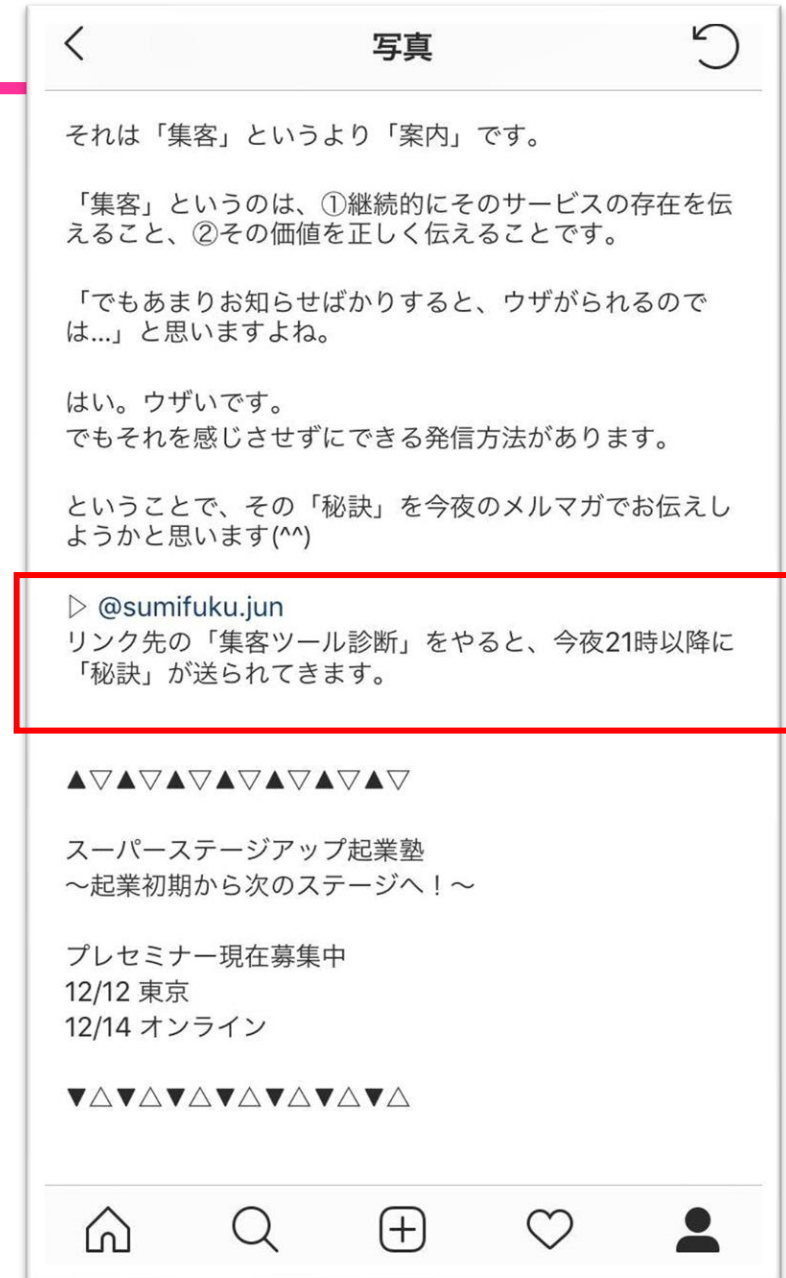 写真
それは「集客」というより「案内」です。
「集客」というのは、①継続的にそのサービスの存在を伝
えること、②その価値を正しく伝えることです。
「でもあまりお知らせばかりすると、ウザがられるので
は...」と思いますよね。
はい。ウザいです。
でもそれを感じさせずにできる発信方法があります。
ということで、その「秘訣」を今夜のメルマガでお伝えし
ようかと思います(^^)
▷ @sumifuku.jun
リンク先の「集客ツール診断」をやると、今夜21時以降に
「秘訣」が送られてきます。
▲▽▲▽▲▽▲▽▲▽▲▽▲▽
スーパーステージアップ起業塾
〜起業初期から次のステージへ！〜
プレセミナー現在募集中
12/12 東京
12/14 オンライン
▼△▼△▼△▼△▼△▼△▼△